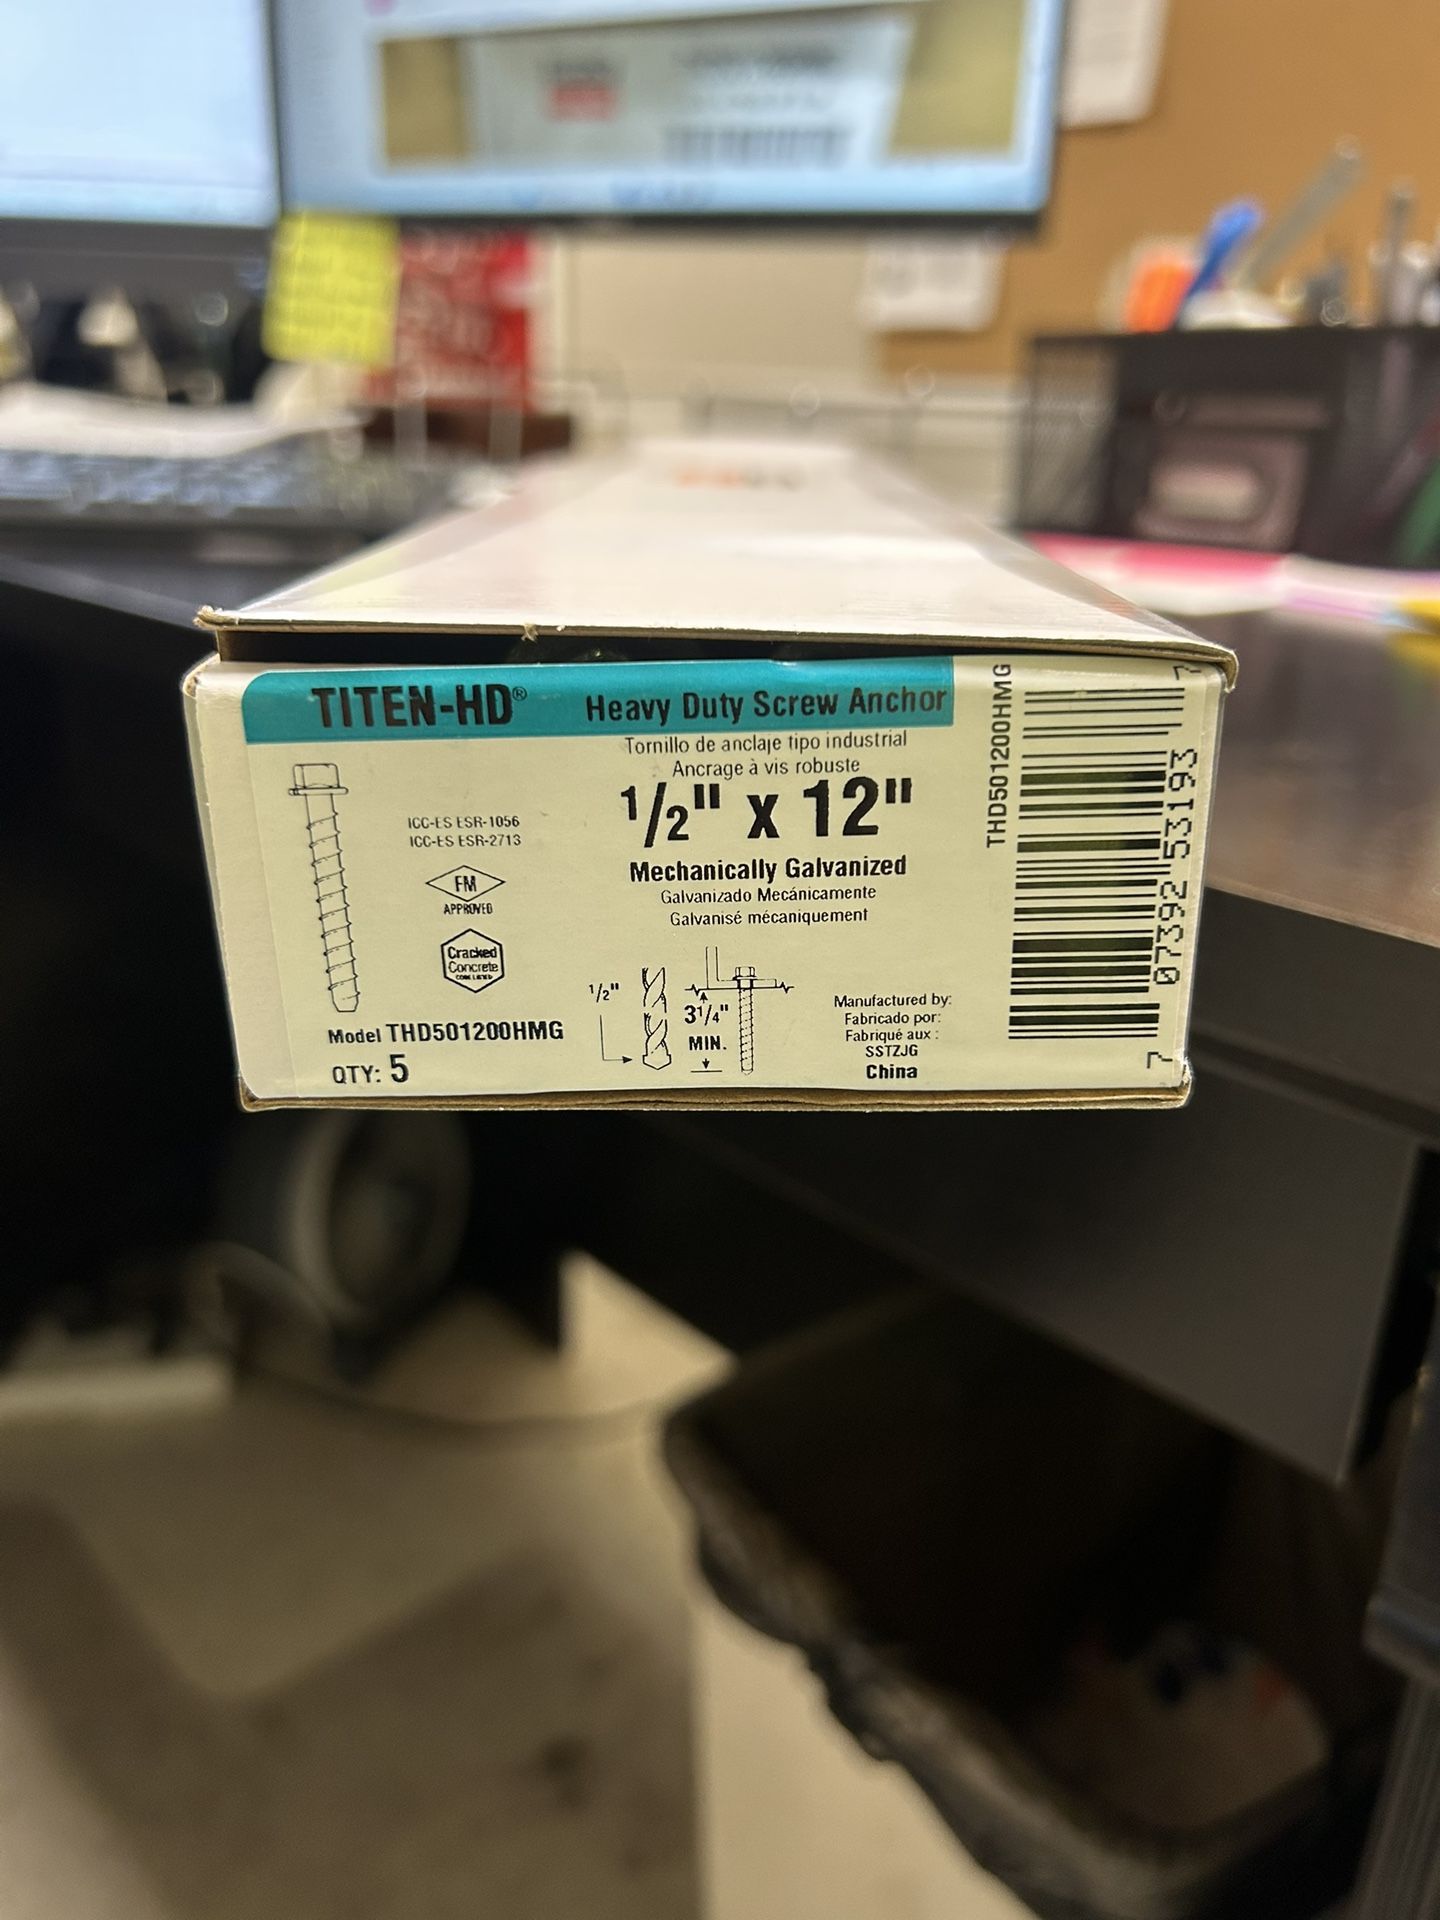 TITEN-HD® Heavy Duty Screw Anchor
Tornillo de anclaje tipo industrial
Ancrage à vis robuste
1/2" x 12"
Mechanically Galvanized
Galvanizado Mecánicamente
Galvanisé mécaniquement
ICC-ES ESR-1056
ICC-ES ESR-2713
FM
APPROVED
Cracked
Concrete
CODE LISTED
Model THD501200HMG
QTY: 5
1/2"
3 1/4"
MIN.
Manufactured by:
Fabricado por:
Fabriqué aux :
SSTZJG
China
THD501200HMG
7 07392 53193 7